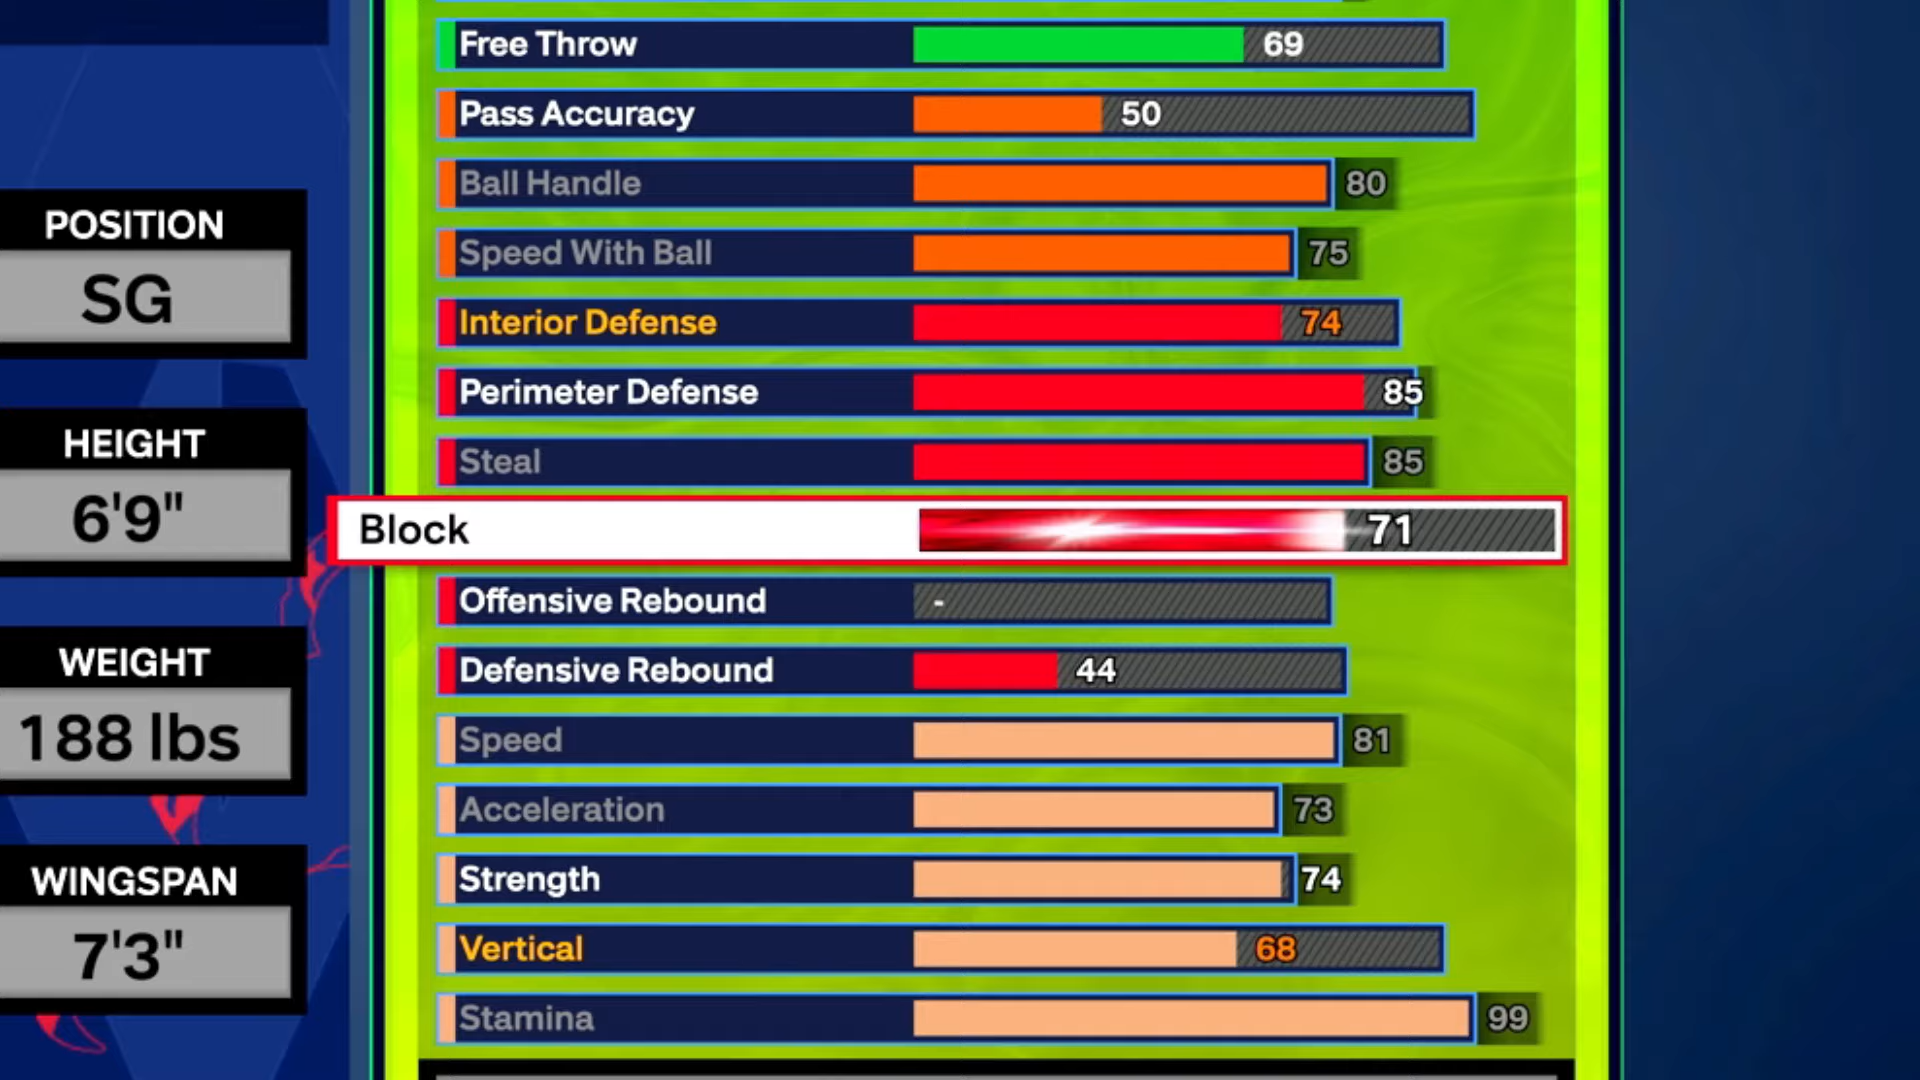 POSITION
SG
HEIGHT
6'9"
WEIGHT
188 lbs
WINGSPAN
7'3"
Free Throw 69
Pass Accuracy 50
Ball Handle 80
Speed With Ball 75
Interior Defense 74
Perimeter Defense 85
Steal 85
Block 71
Offensive Rebound -
Defensive Rebound 44
Speed 81
Acceleration 73
Strength 74
Vertical 68
Stamina 99